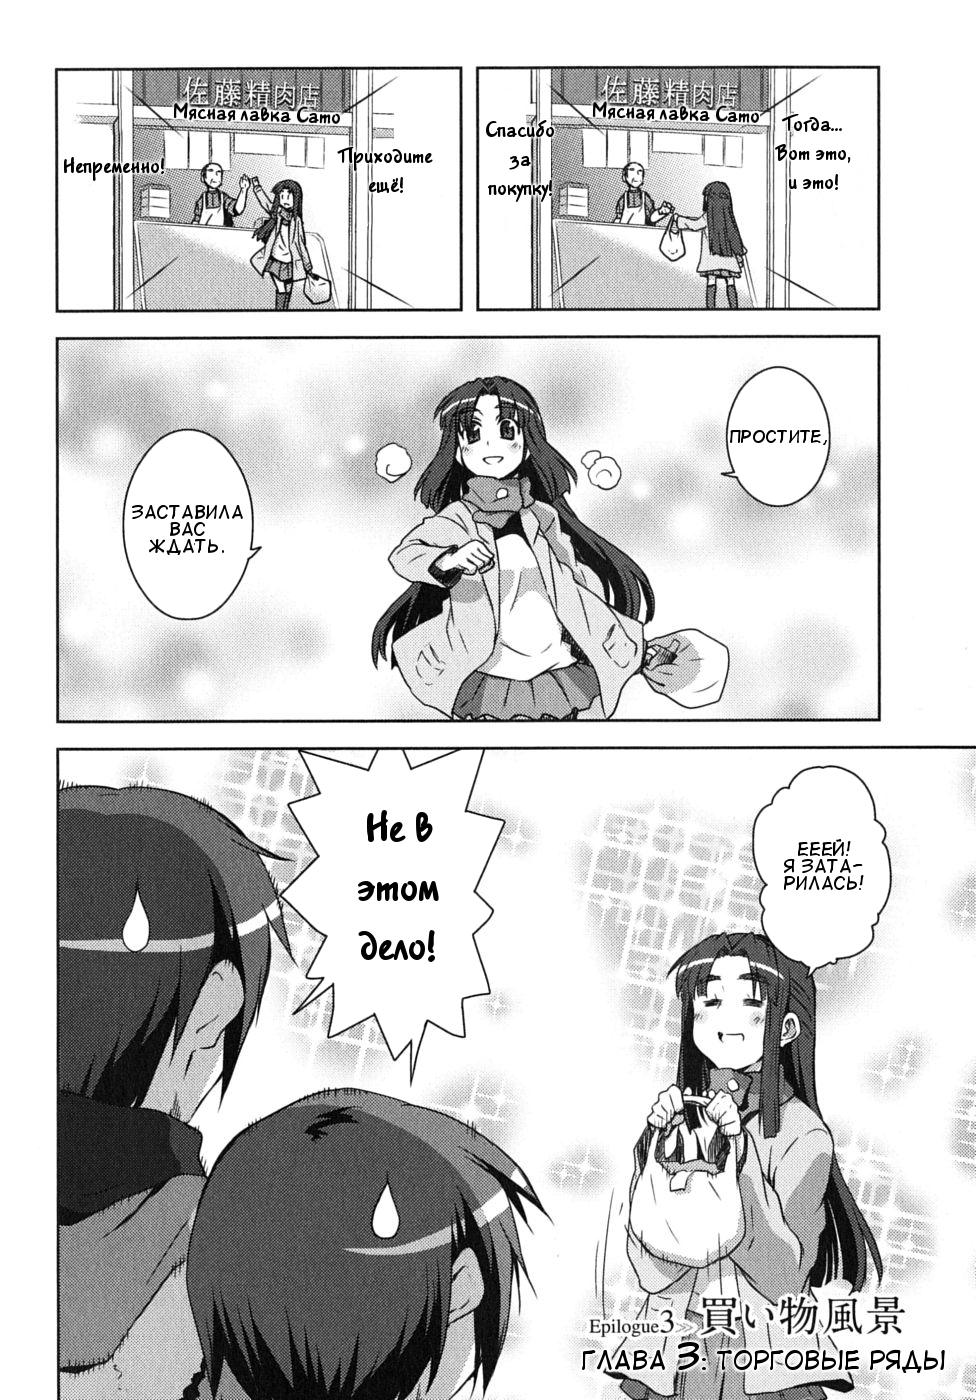 佐藤精肉店
Мясная лавка Сато
Тогда...
Вот это,
и это!
Спасибо
за
покупку!
佐藤精肉店
Мясная лавка Сато
Приходите
ещё!
Непременно!
ПРОСТИТЕ,
ЗАСТАВИЛА
ВАС
ЖДАТЬ.
ЕЕЕЙ!
Я ЗАТА-
РИЛАСЬ!
Не в
этом
дело!
Epilogue3≫ 買い物風景
ГЛАВА 3: ТОРГОВЫЕ РЯДЫ